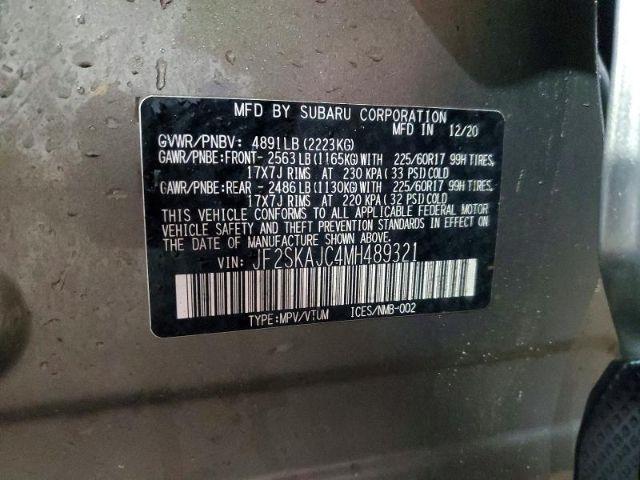 MFD BY SUBARU CORPORATION
MFD IN 12/20
GVWR/PNBV: 4891LB (2223KG)
GAWR/PNBE:FRONT- 2563LB (1165KG)WITH 225/60R17 99H TIRES,
17X7J RIMS AT 230 KPA ( 33 PSI)COLD
GAWR/PNBE:REAR - 2486LB (1130KG)WITH 225/60R17 99H TIRES,
17X7J RIMS AT 220 KPA ( 32 PSI)COLD
THIS VEHICLE CONFORMS TO ALL APPLICABLE FEDERAL MOTOR
VEHICLE SAFETY AND THEFT PREVENTION STANDARDS IN EFFECT ON
THE DATE OF MANUFACTURE SHOWN ABOVE.
VIN: JF2SKAJC4MH489321
TYPE:MPV/VTUM ICES/NMB-002